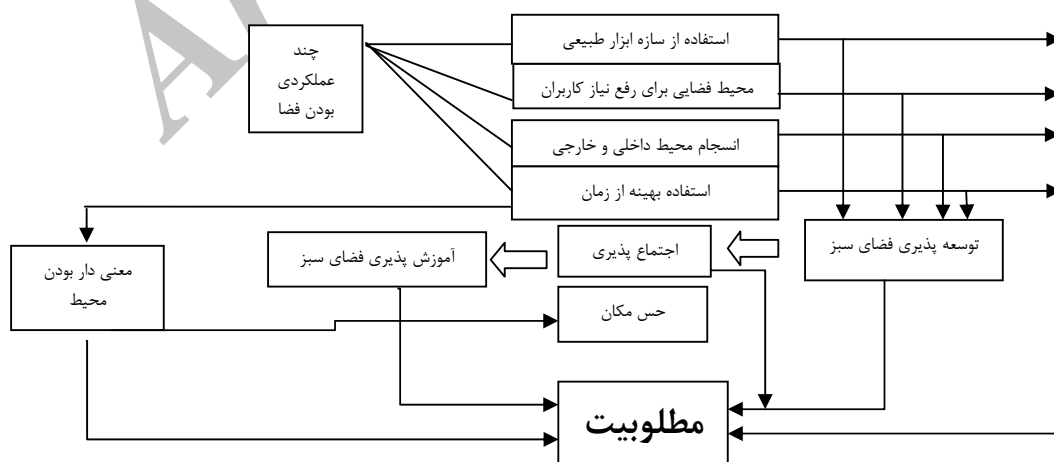 استفاده از سازه ابزار طبیعی
چند
عملکردی
بودن فضا
محیط فضایی برای رفع نیاز کاربران
انسجام محیط داخلی و خارجی
استفاده بهینه از زمان
توسعه پذیری فضای سبز
اجتماع پذیری
آموزش پذیری فضای سبز
معنی دار بودن
محیط
حس مکان
مطلوبیت